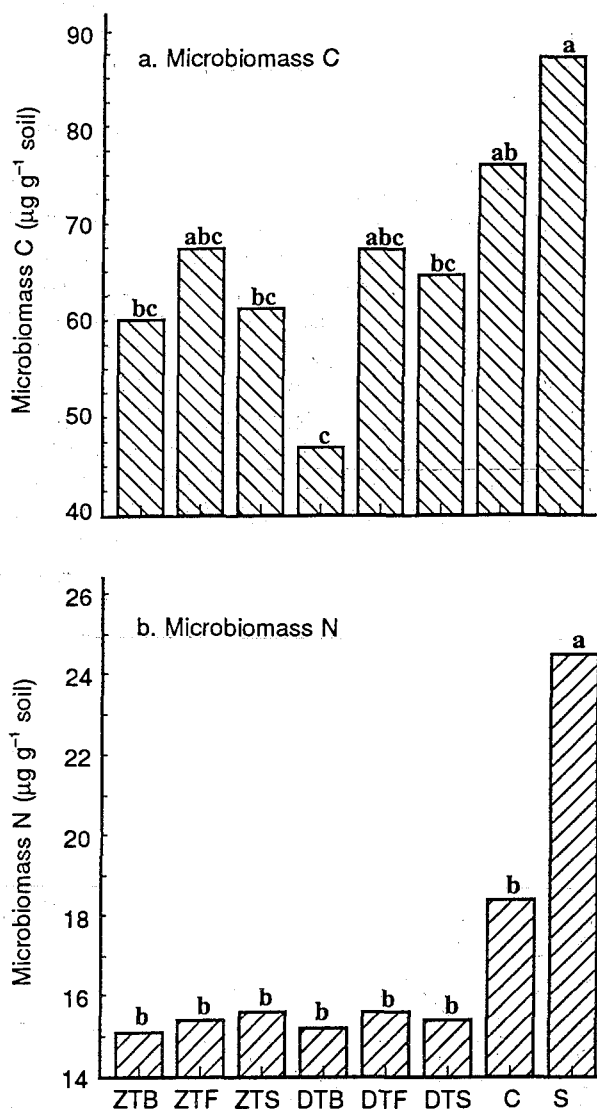 a. Microbiomass C
Microbiomass C (µg g⁻¹ soil)
90
80
70
60
50
40
bc
abc
bc
c
abc
bc
ab
a
b. Microbiomass N
Microbiomass N (µg g⁻¹ soil)
26
24
22
20
18
16
14
b
b
b
b
b
b
b
a
ZTB ZTF ZTS DTB DTF DTS C S